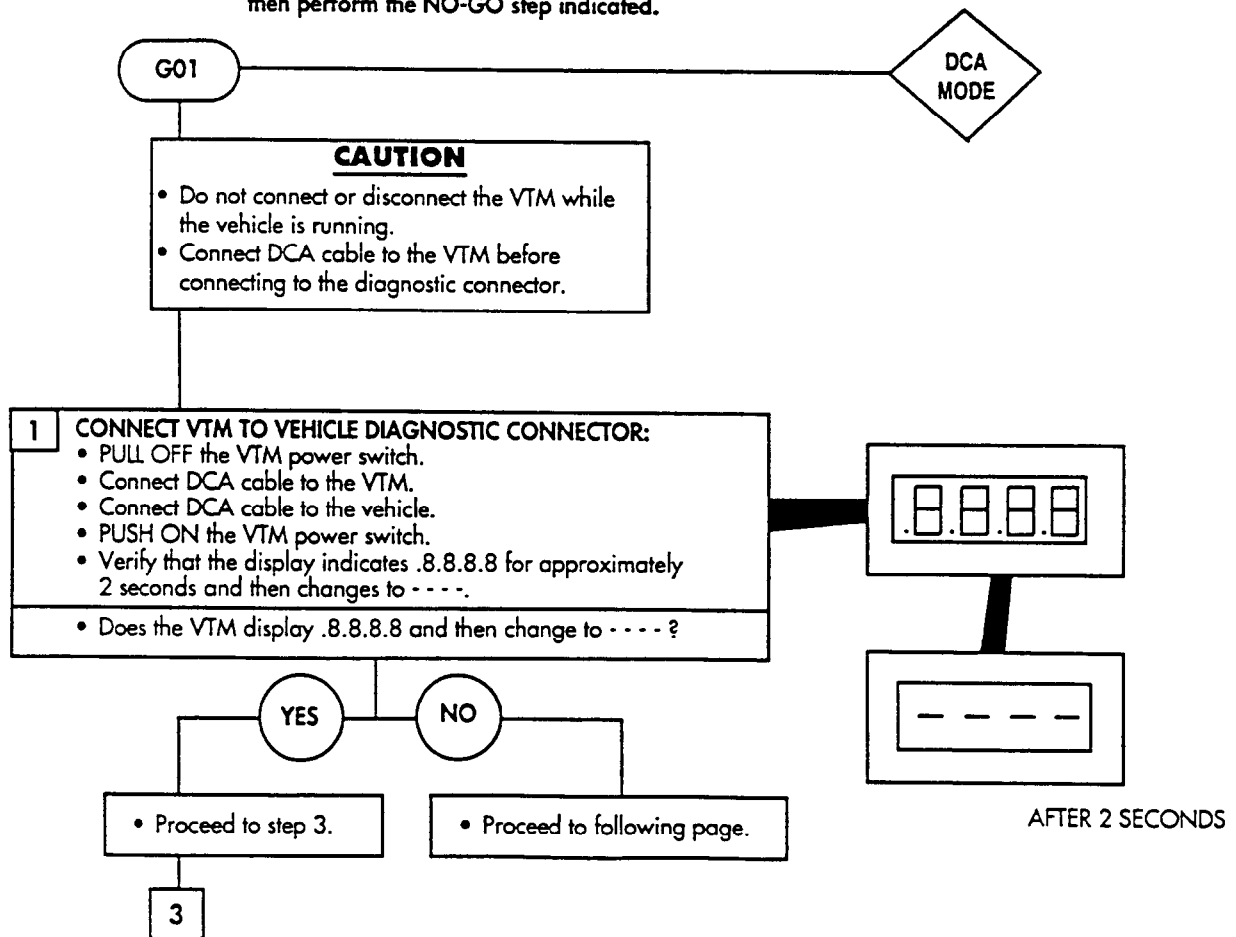 then perform the NO-GO step indicated.
G01
DCA
MODE
CAUTION
• Do not connect or disconnect the VTM while
the vehicle is running.
• Connect DCA cable to the VTM before
connecting to the diagnostic connector.
1 CONNECT VTM TO VEHICLE DIAGNOSTIC CONNECTOR:
• PULL OFF the VTM power switch.
• Connect DCA cable to the VTM.
• Connect DCA cable to the vehicle.
• PUSH ON the VTM power switch.
• Verify that the display indicates .8.8.8.8 for approximately
2 seconds and then changes to - - - -.
• Does the VTM display .8.8.8.8 and then change to - - - - ?
.8.8.8.8
- - - -
YES
NO
• Proceed to step 3.
• Proceed to following page.
AFTER 2 SECONDS
3